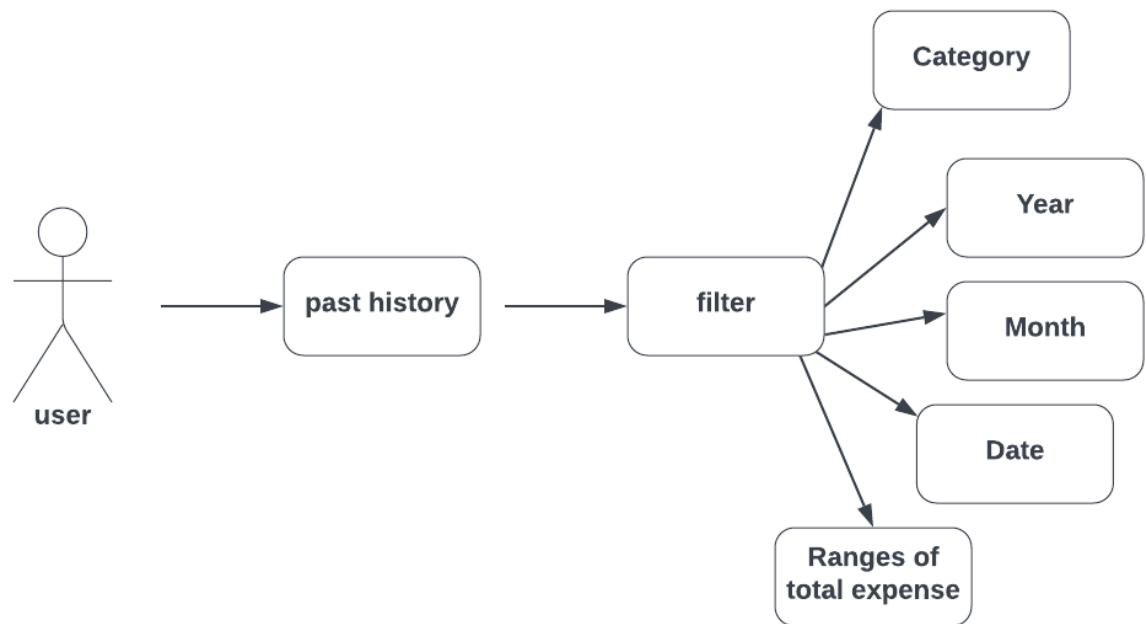 Category
Year
past history
filter
Month
user
Date
Ranges of
total expense